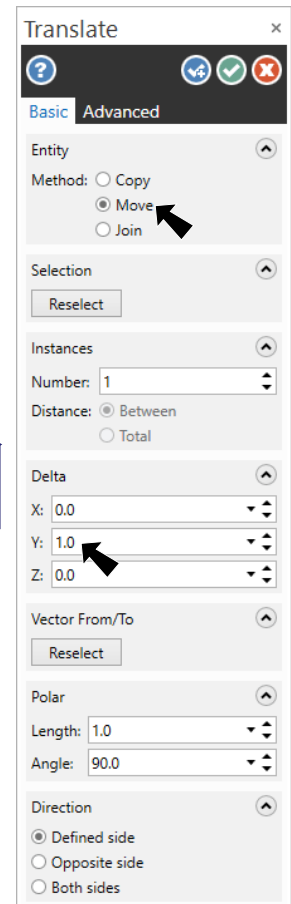 Translate ×
?
Basic Advanced
Entity
Method: Copy
Move
Join
Selection
Reselect
Instances
Number: 1
Distance: Between
Total
Delta
X: 0.0
Y: 1.0
Z: 0.0
Vector From/To
Reselect
Polar
Length: 1.0
Angle: 90.0
Direction
Defined side
Opposite side
Both sides